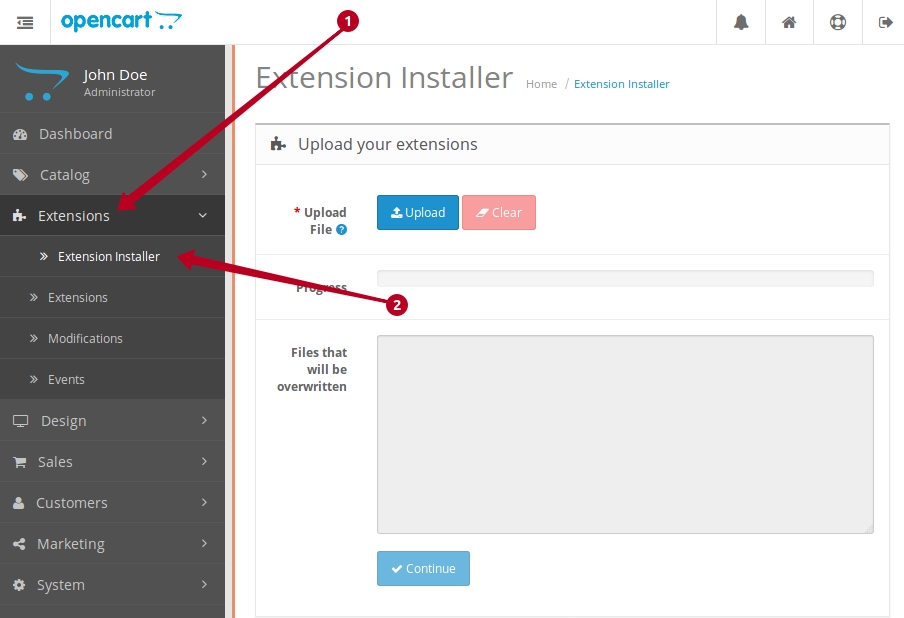 opencart
1
John Doe
Administrator
Extension Installer
Home / Extension Installer
Dashboard
Upload your extensions
Catalog
Extensions
* Upload
File ?
Upload
Clear
Extension Installer
Progress
2
Extensions
Modifications
Events
Files that
will be
overwritten
Design
Sales
Customers
Marketing
System
Continue